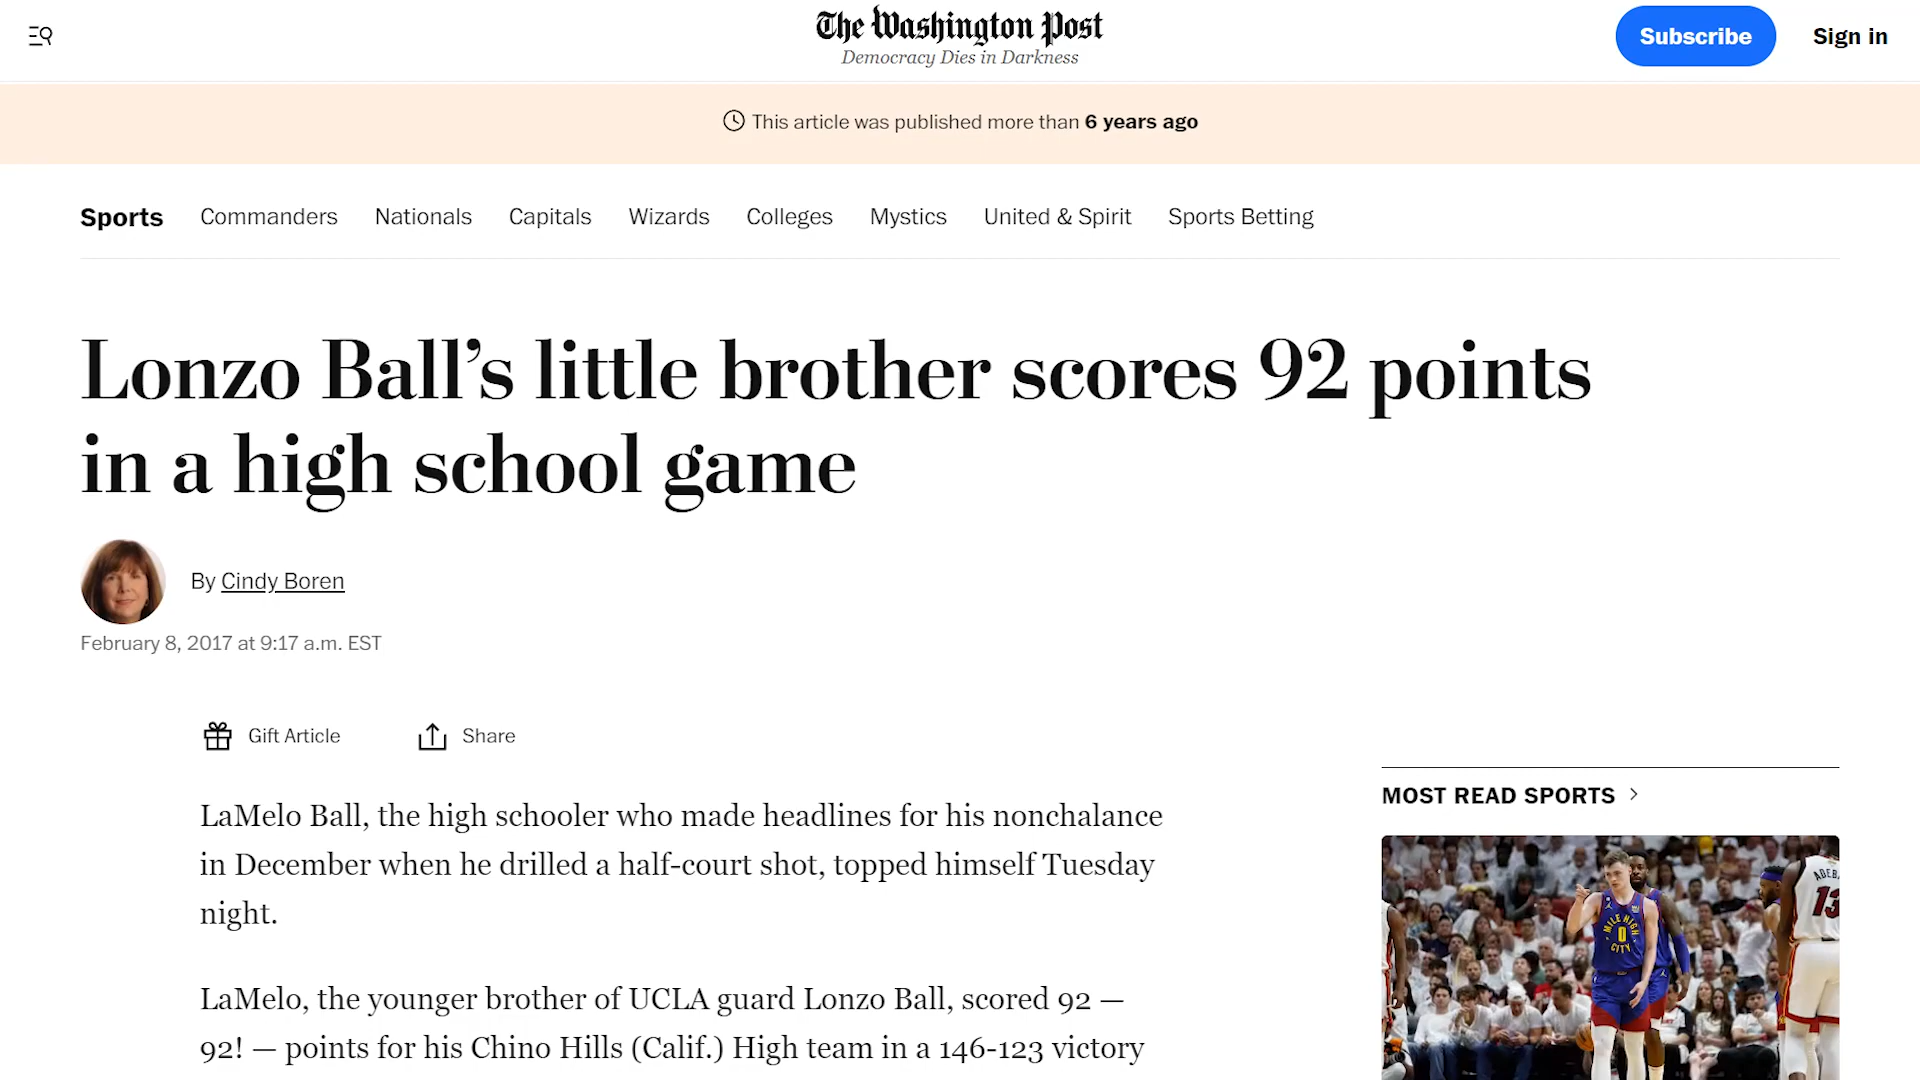 The Washington Post
Democracy Dies in Darkness
Subscribe
Sign in
This article was published more than 6 years ago
Sports Commanders Nationals Capitals Wizards Colleges Mystics United & Spirit Sports Betting
Lonzo Ball’s little brother scores 92 points
in a high school game
By Cindy Boren
February 8, 2017 at 9:17 a.m. EST
Gift Article Share
LaMelo Ball, the high schooler who made headlines for his nonchalance
in December when he drilled a half-court shot, topped himself Tuesday
night.
LaMelo, the younger brother of UCLA guard Lonzo Ball, scored 92 —
92! — points for his Chino Hills (Calif.) High team in a 146-123 victory
MOST READ SPORTS
MILE HIGH
0
CITY
13